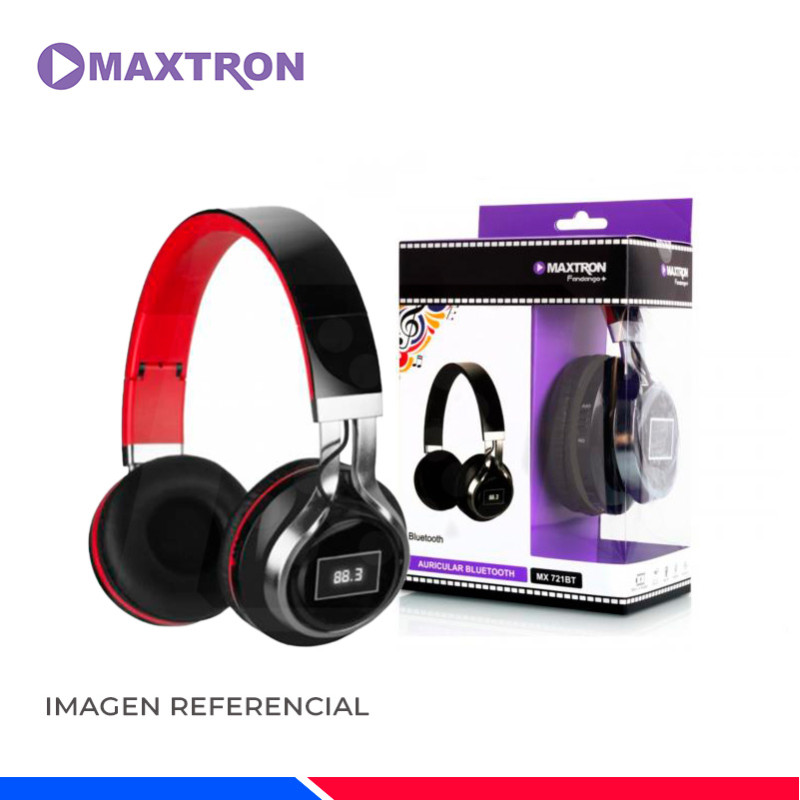 MAXTRON
MAXTRON
Fandango+
MAXTRON
Fandango+
88.3
88.3
Bluetooth
AURICULAR BLUETOOTH
MX 721BT
IMAGEN REFERENCIAL